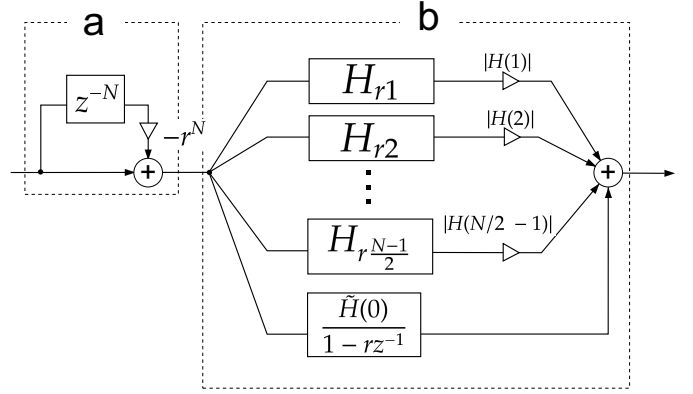 a
b
z^{-N}
-r^N
+
H_{r1}
|H(1)|
H_{r2}
|H(2)|
+
H_{r\frac{N-1}{2}}
|H(N/2 - 1)|
\frac{\tilde{H}(0)}{1 - rz^{-1}}